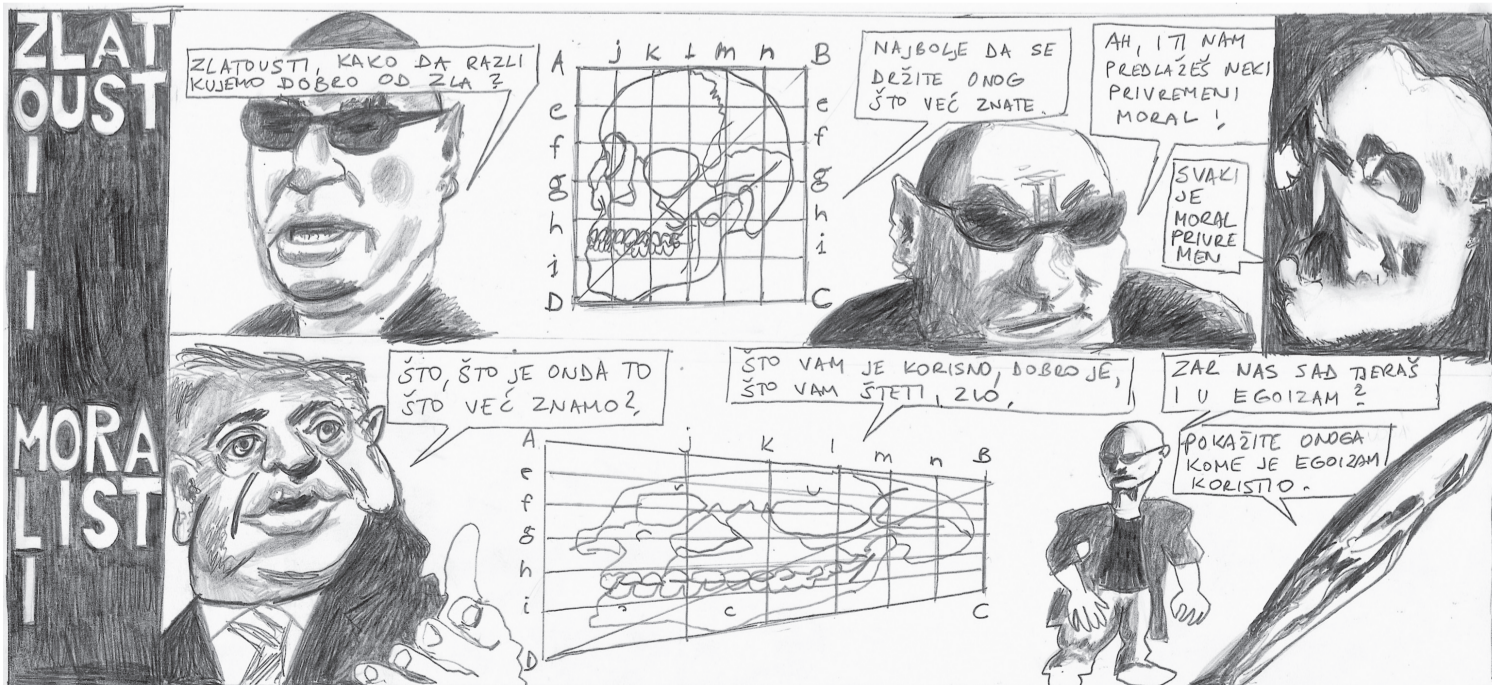 ZLAT
OUST
I
I
MORA
LIST
I
ZLATOUSTI, KAKO DA RAZLI
KUJEMO DOBRO OD ZLA ?
A j k l m n B
e e
f f
g g
h h
i i
D C
NAJBOLJE DA SE
DRŽITE ONOG
ŠTO VEĆ ZNATE.
AH, I TI NAM
PREDLAŽEŠ NEKI
PRIVREMENI
MORAL !
SVAKI
JE
MORAL
PRIVRE
MEN
ŠTO, ŠTO JE ONDA TO
ŠTO VEĆ ZNAMO?
ŠTO VAM JE KORISNO, DOBRO JE,
ŠTO VAM ŠTETI, ZLO.
A j k l m n B
e
f
g
h
i
D C
ZAR NAS SAD TJERAŠ
I U EGOIZAM ?
POKAŽITE ONOGA
KOME JE EGOIZAM
KORISTIO.